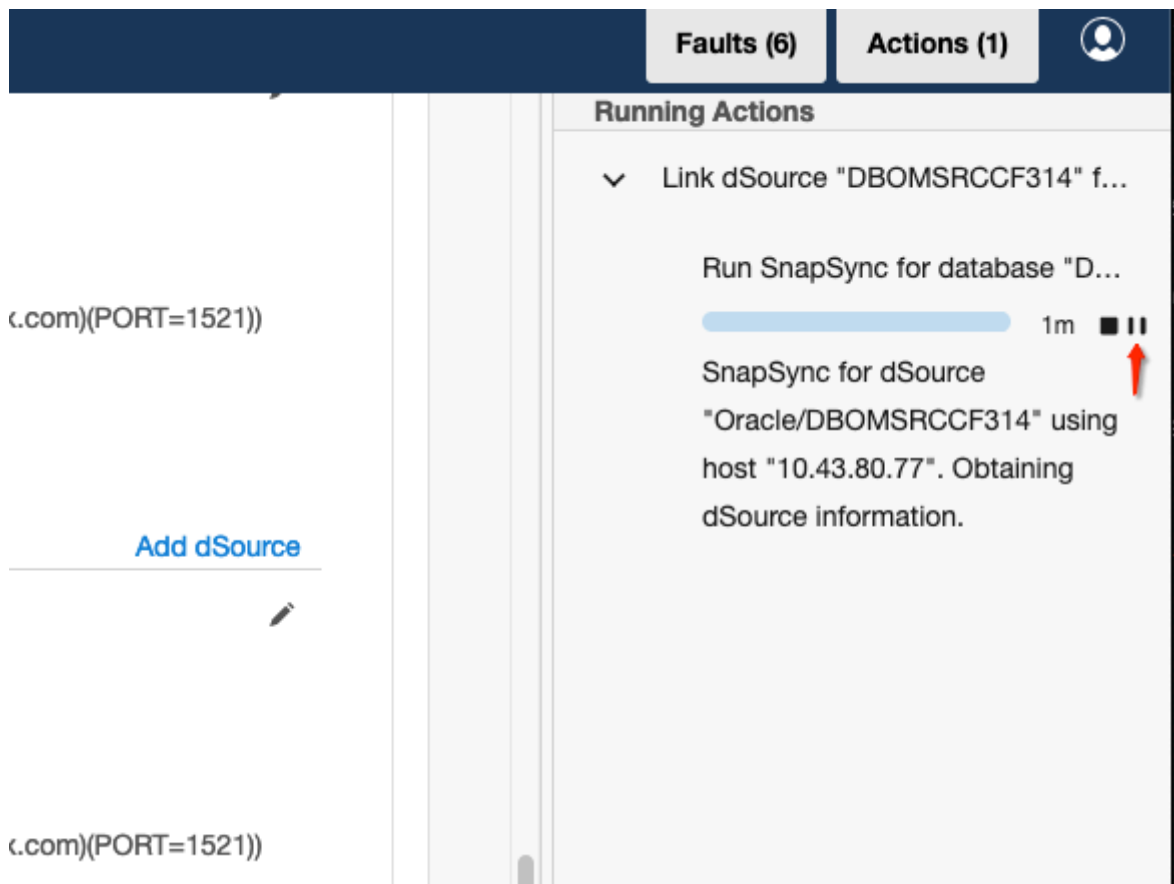 Faults (6)
Actions (1)
Running Actions
Link dSource "DBOMSRCCF314" f...
Run SnapSync for database "D...
1m
SnapSync for dSource
"Oracle/DBOMSRCCF314" using
host "10.43.80.77". Obtaining
dSource information.
.com)(PORT=1521))
Add dSource
.com)(PORT=1521))